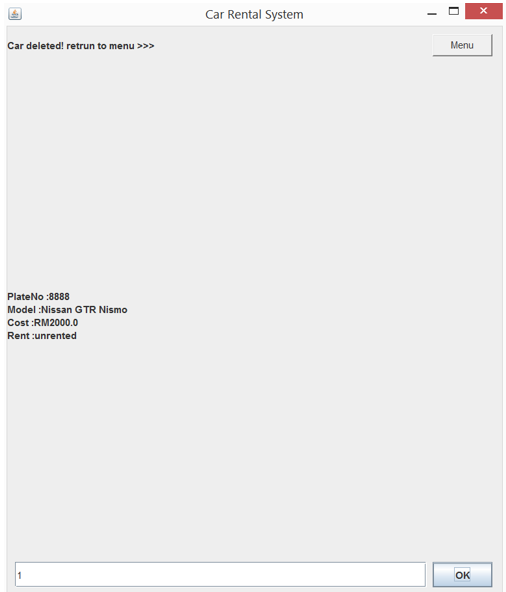 Car Rental System
Car deleted! retrun to menu >>>
Menu
PlateNo :8888
Model :Nissan GTR Nismo
Cost :RM2000.0
Rent :unrented
1
OK